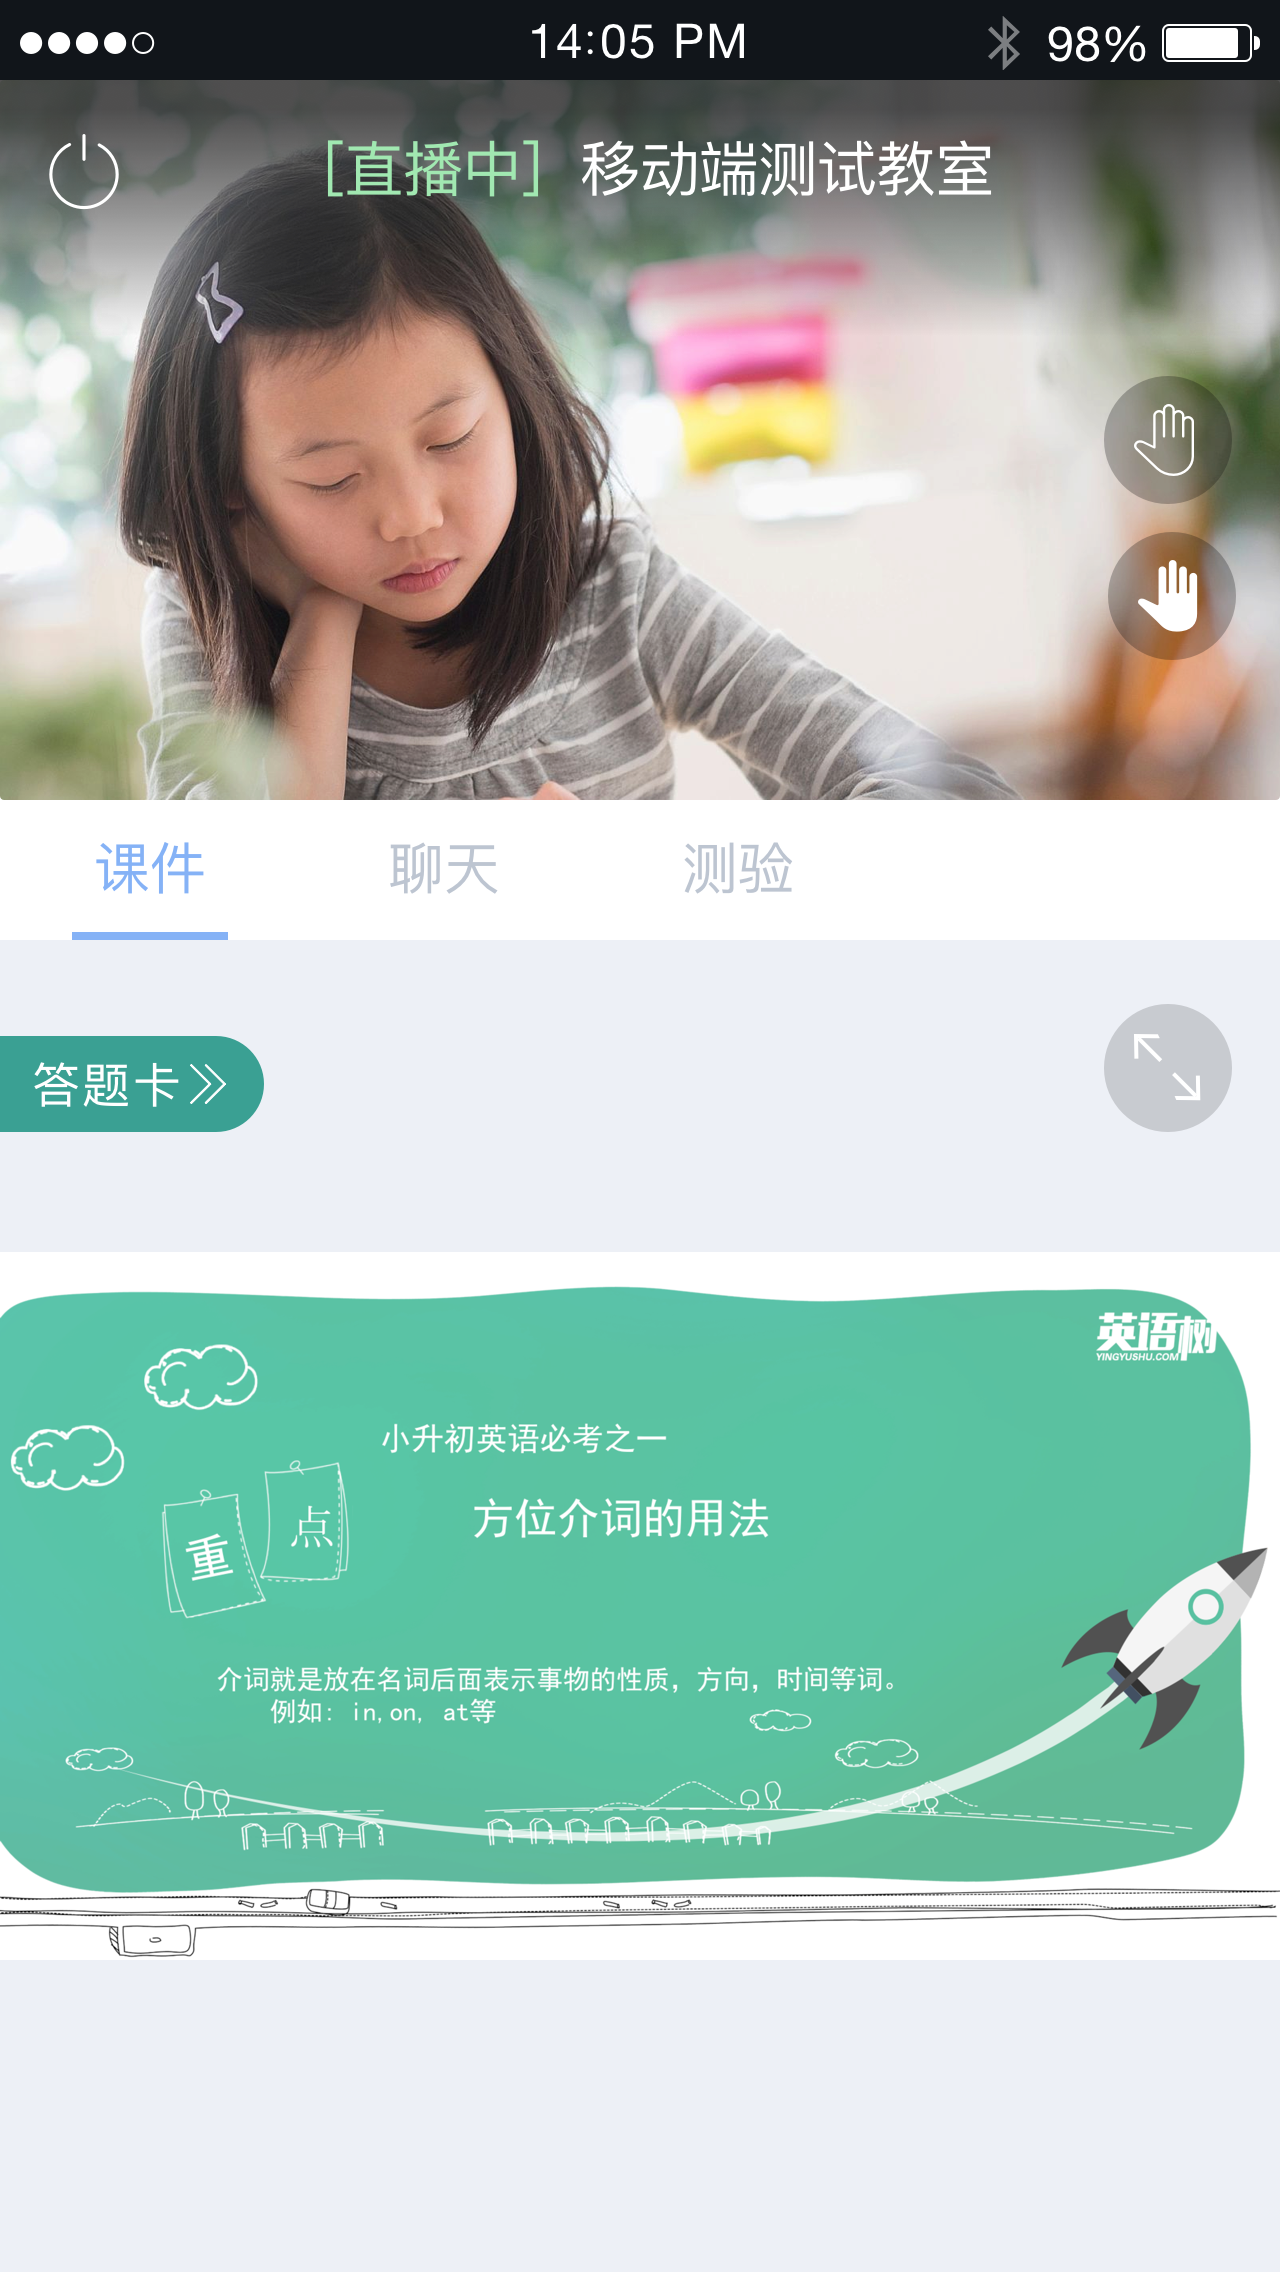 14:05 PM
98%
[直播中] 移动端测试教室
课件
聊天
测验
答题卡
英语树
YINGYUSHU.COM
小升初英语必考之一
重点
方位介词的用法
介词就是放在名词后面表示事物的性质，方向，时间等词。
例如: in,on, at等